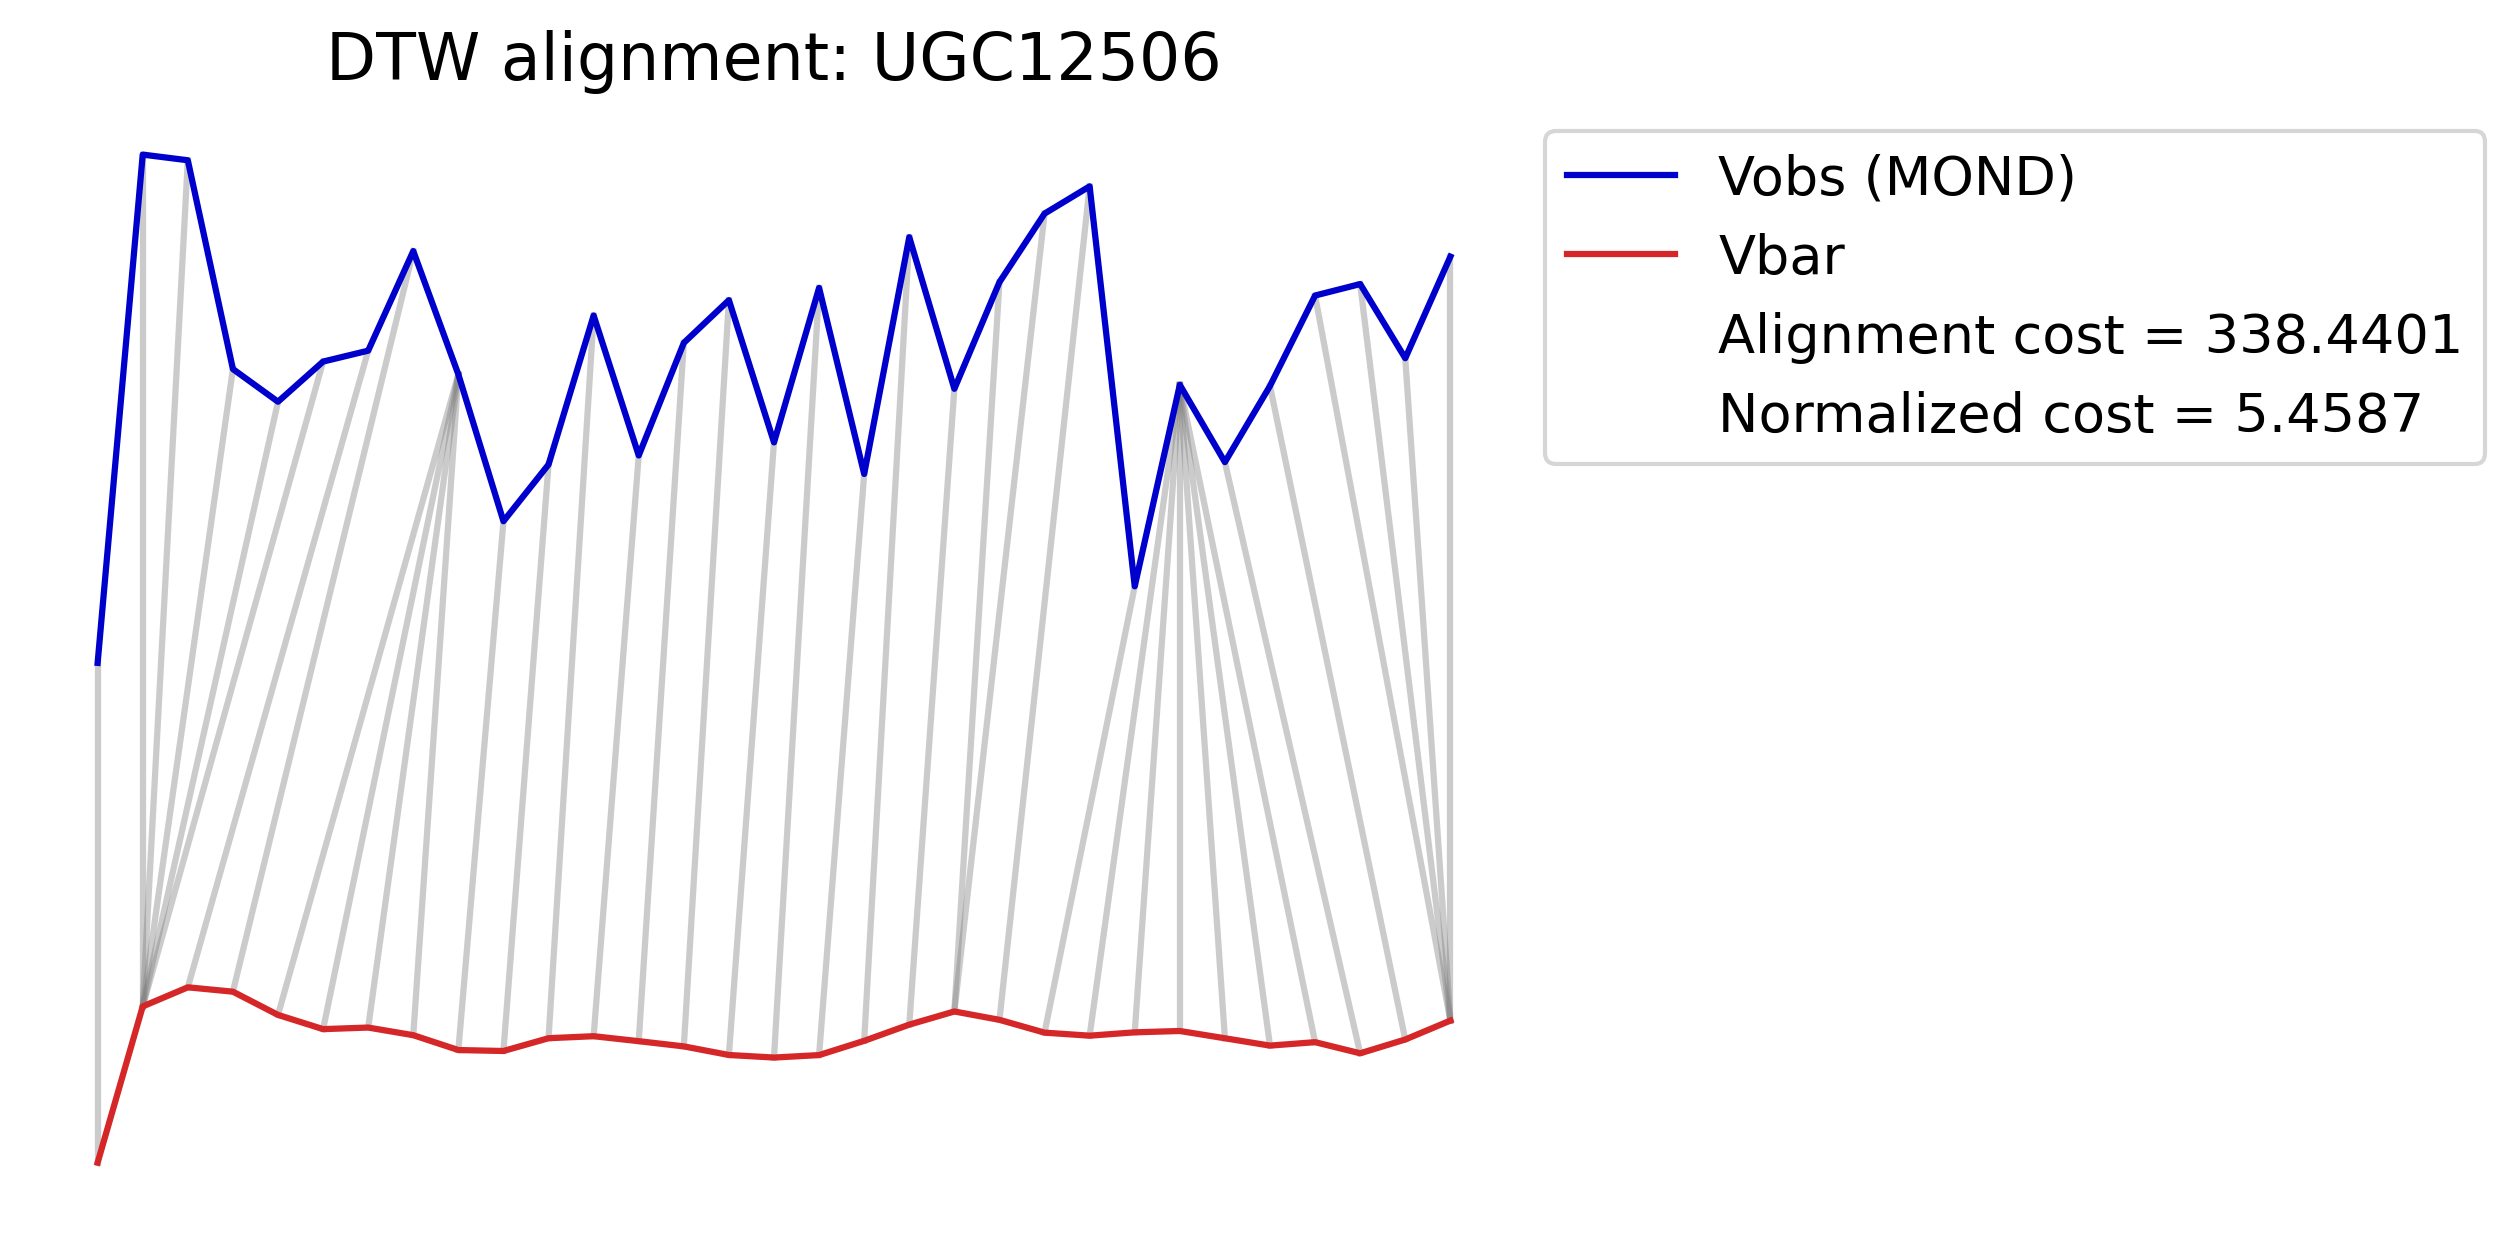 DTW alignment: UGC12506
Vobs (MOND)
Vbar
Alignment cost = 338.4401
Normalized cost = 5.4587